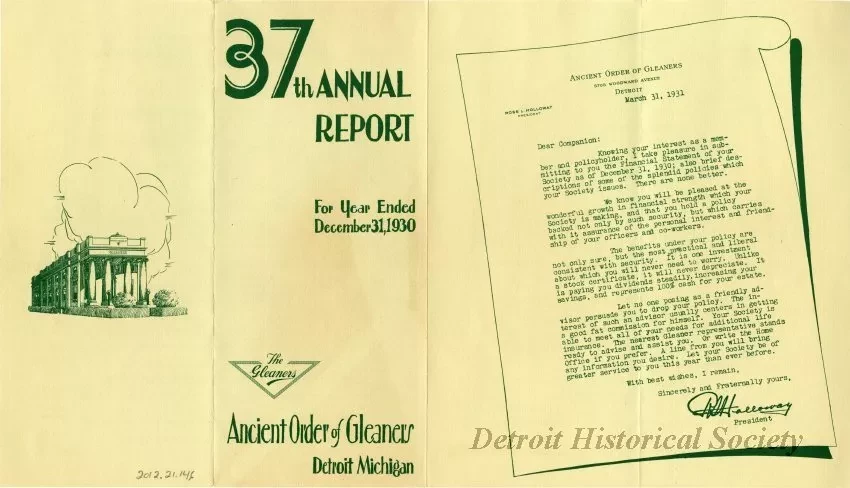 37th ANNUAL
REPORT
For Year Ended
December 31, 1930
The
Gleaners
Ancient Order of Gleaners
Detroit Michigan
2012.21.141
ANCIENT ORDER OF GLEANERS
5705 WOODWARD AVENUE
DETROIT
March 31, 1931
ROSS L. HOLLOWAY
PRESIDENT
Dear Companion:
Knowing your interest as a mem-
ber and policyholder, I take pleasure in sub-
mitting to you the Financial Statement of your
Society as of December 31, 1930; also brief des-
criptions of some of the splendid policies which
your Society issues. There are none better.
We know you will be pleased at the
wonderful growth in financial strength which your
Society is making, and that you hold a policy
backed not only by such security, but which carries
with it assurance of the personal interest and friend-
ship of your officers and co-workers.
The benefits under your policy are
not only sure, but the most practical and liberal
consistent with security. It is one investment
about which you will never need to worry. Unlike
a stock certificate, it will never depreciate. It
is paying you dividends steadily, increasing your
savings, and represents 100% cash for your estate.
Let no one posing as a friendly ad-
visor persuade you to drop your policy. The in-
terest of such an advisor usually centers in getting
a good fat commission for himself. Your Society is
able to meet all of your needs for additional life
insurance. The nearest Gleaner representative stands
ready to advise and assist you. Or write the Home
Office if you prefer. A line from you will bring
any information you desire. Let your Society be of
greater service to you this year than ever before.
With best wishes, I remain,
Sincerely and Fraternally yours,
RLHolloway
President
Detroit Historical Society